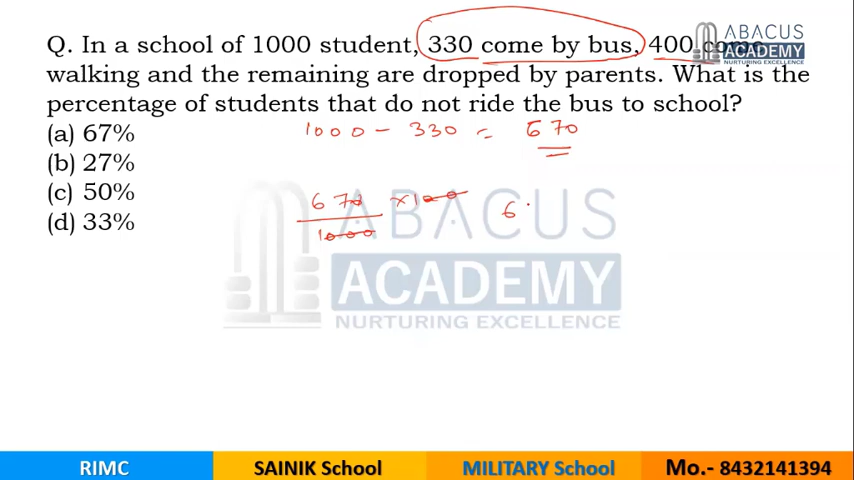 Q. In a school of 1000 student, 330 come by bus, 400 come
walking and the remaining are dropped by parents. What is the
percentage of students that do not ride the bus to school?
(a) 67%
(b) 27%
(c) 50%
(d) 33%
1000 - 330 = 670
670 × 100
1000
6
ABACUS
ACADEMY
ABACUS
ACADEMY
NURTURING EXCELLENCE
RIMC
SAINIK School
MILITARY School
Mo.- 8432141394